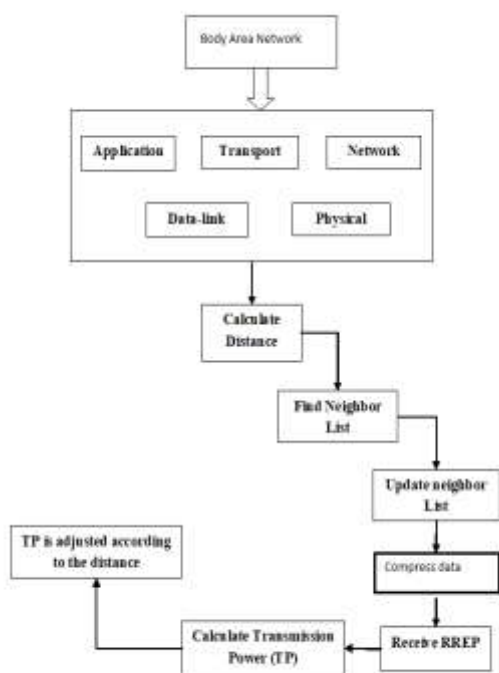 Body Area Network
Application
Transport
Network
Data-link
Physical
Calculate
Distance
Find Neighbor
List
Update neighbor
List
Compress data
Receive RREP
Calculate Transmission
Power (TP)
TP is adjusted according
to the distance